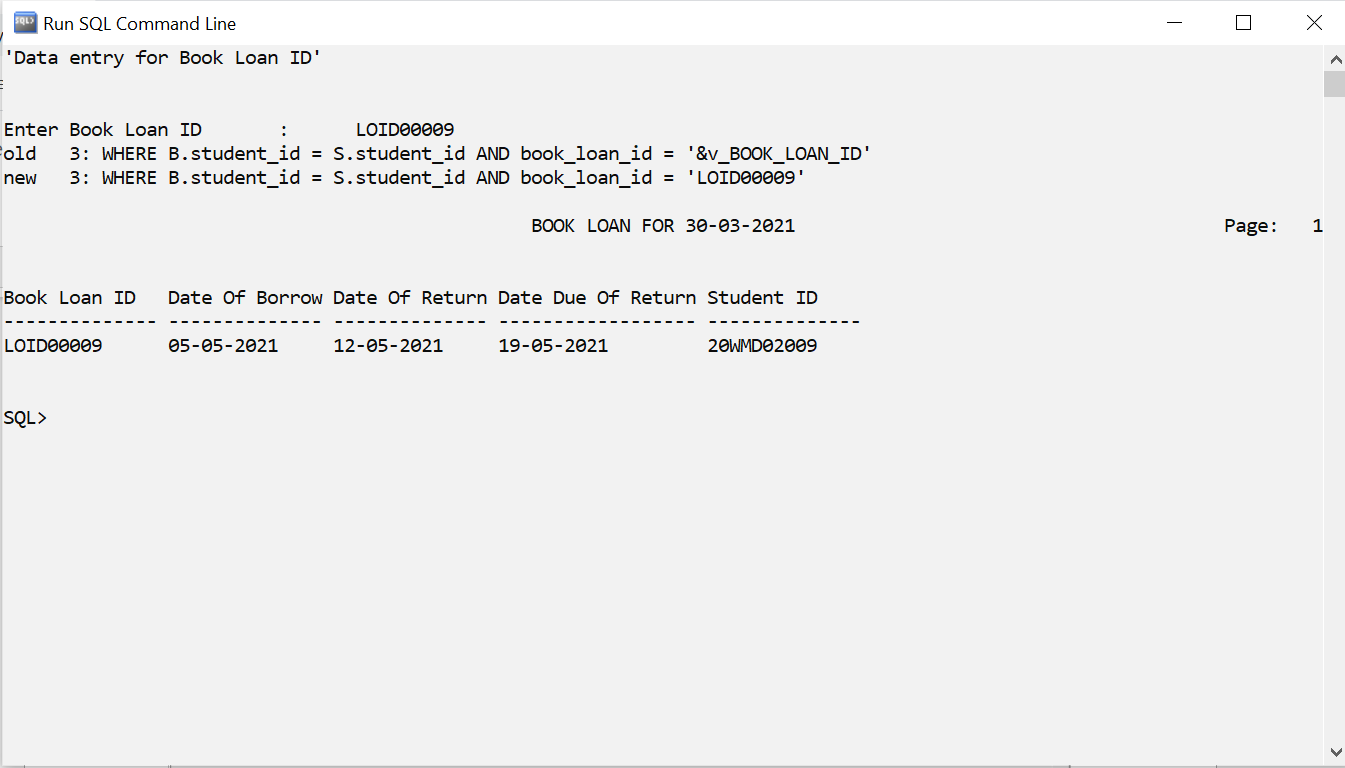 Run SQL Command Line
'Data entry for Book Loan ID'
Enter Book Loan ID       :      LOID00009
old   3: WHERE B.student_id = S.student_id AND book_loan_id = '&v_BOOK_LOAN_ID'
new   3: WHERE B.student_id = S.student_id AND book_loan_id = 'LOID00009'
BOOK LOAN FOR 30-03-2021                                       Page:   1
Book Loan ID   Date Of Borrow Date Of Return Date Due Of Return Student ID
-------------- -------------- -------------- ------------------ --------------
LOID00009      05-05-2021     12-05-2021     19-05-2021         20WMD02009
SQL>